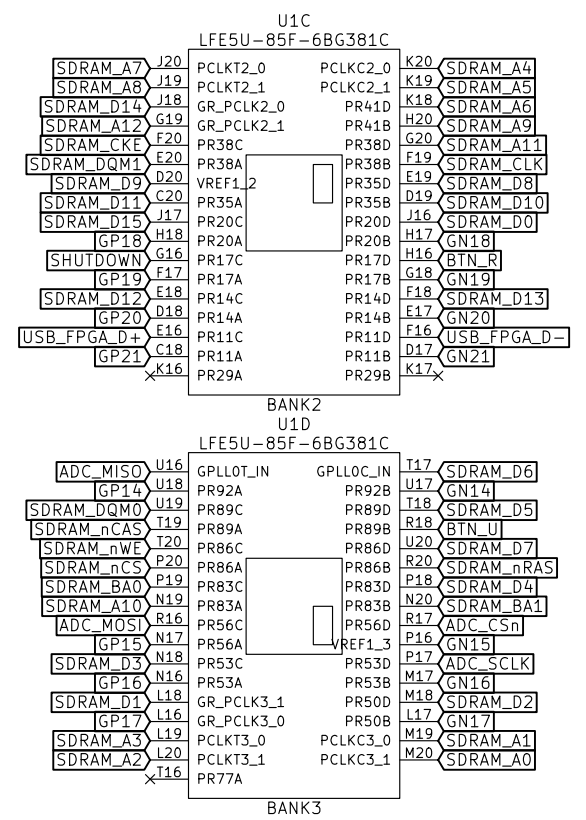 U1C
LFE5U-85F-6BG381C
SDRAM_A7 J20 PCLKT2_0 PCLKC2_0 K20 SDRAM_A4
SDRAM_A8 J19 PCLKT2_1 PCLKC2_1 K19 SDRAM_A5
SDRAM_D14 J18 GR_PCLK2_0 PR41D K18 SDRAM_A6
SDRAM_A12 G19 GR_PCLK2_1 PR41B H20 SDRAM_A9
SDRAM_CKE F20 PR38C PR38D G20 SDRAM_A11
SDRAM_DQM1 E20 PR38A PR38B F19 SDRAM_CLK
SDRAM_D9 D20 VREF1_2 PR35D E19 SDRAM_D8
SDRAM_D11 C20 PR35A PR35B D19 SDRAM_D10
SDRAM_D15 J17 PR20C PR20D J16 SDRAM_D0
GP18 H18 PR20A PR20B H17 GN18
SHUTDOWN G16 PR17C PR17D H16 BTN_R
GP19 F17 PR17A PR17B G18 GN19
SDRAM_D12 E18 PR14C PR14D F18 SDRAM_D13
GP20 D18 PR14A PR14B E17 GN20
USB_FPGA_D+ E16 PR11C PR11D F16 USB_FPGA_D-
GP21 C18 PR11A PR11B D17 GN21
K16 PR29A PR29B K17
BANK2
U1D
LFE5U-85F-6BG381C
ADC_MISO U16 GPLL0T_IN GPLL0C_IN T17 SDRAM_D6
GP14 U18 PR92A PR92B U17 GN14
SDRAM_DQM0 U19 PR89C PR89D T18 SDRAM_D5
SDRAM_nCAS T19 PR89A PR89B R18 BTN_U
SDRAM_nWE T20 PR86C PR86D U20 SDRAM_D7
SDRAM_nCS P20 PR86A PR86B R20 SDRAM_nRAS
SDRAM_BA0 P19 PR83C PR83D P18 SDRAM_D4
SDRAM_A10 N19 PR83A PR83B N20 SDRAM_BA1
ADC_MOSI R16 PR56C PR56D R17 ADC_CSn
GP15 N17 PR56A VREF1_3 P16 GN15
SDRAM_D3 N18 PR53C PR53D P17 ADC_SCLK
GP16 N16 PR53A PR53B M17 GN16
SDRAM_D1 L18 GR_PCLK3_1 PR50D M18 SDRAM_D2
GP17 L16 GR_PCLK3_0 PR50B L17 GN17
SDRAM_A3 L19 PCLKT3_0 PCLKC3_0 M19 SDRAM_A1
SDRAM_A2 L20 PCLKT3_1 PCLKC3_1 M20 SDRAM_A0
T16 PR77A
BANK3